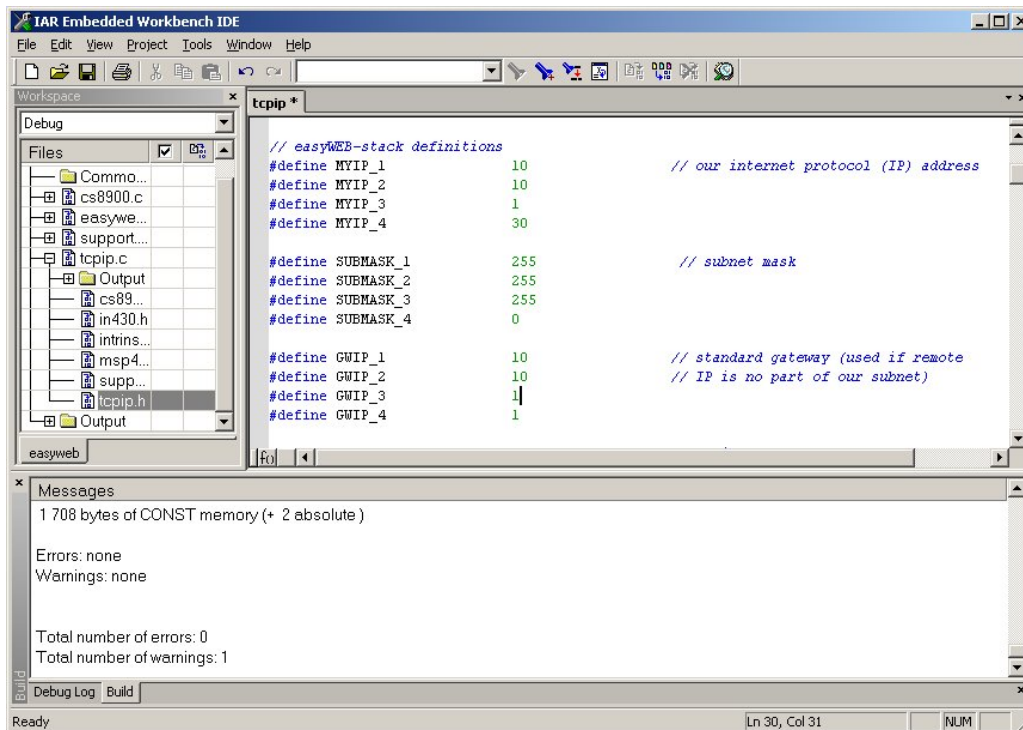 IAR Embedded Workbench IDE
File Edit View Project Tools Window Help
Workspace
Debug
Files
Commo...
cs8900.c
easywe...
support....
tcpip.c
Output
cs89...
in430.h
intrins...
msp4...
supp...
tcpip.h
Output
easyweb
tcpip *
// easyWEB-stack definitions
#define MYIP_1 10 // our internet protocol (IP) address
#define MYIP_2 10
#define MYIP_3 1
#define MYIP_4 30
#define SUBMASK_1 255 // subnet mask
#define SUBMASK_2 255
#define SUBMASK_3 255
#define SUBMASK_4 0
#define GWIP_1 10 // standard gateway (used if remote
#define GWIP_2 10 // IP is no part of our subnet)
#define GWIP_3 1
#define GWIP_4 1
f()
Messages
1 708 bytes of CONST memory (+ 2 absolute )
Errors: none
Warnings: none
Total number of errors: 0
Total number of warnings: 1
Build
Debug Log Build
Ready Ln 30, Col 31 NUM